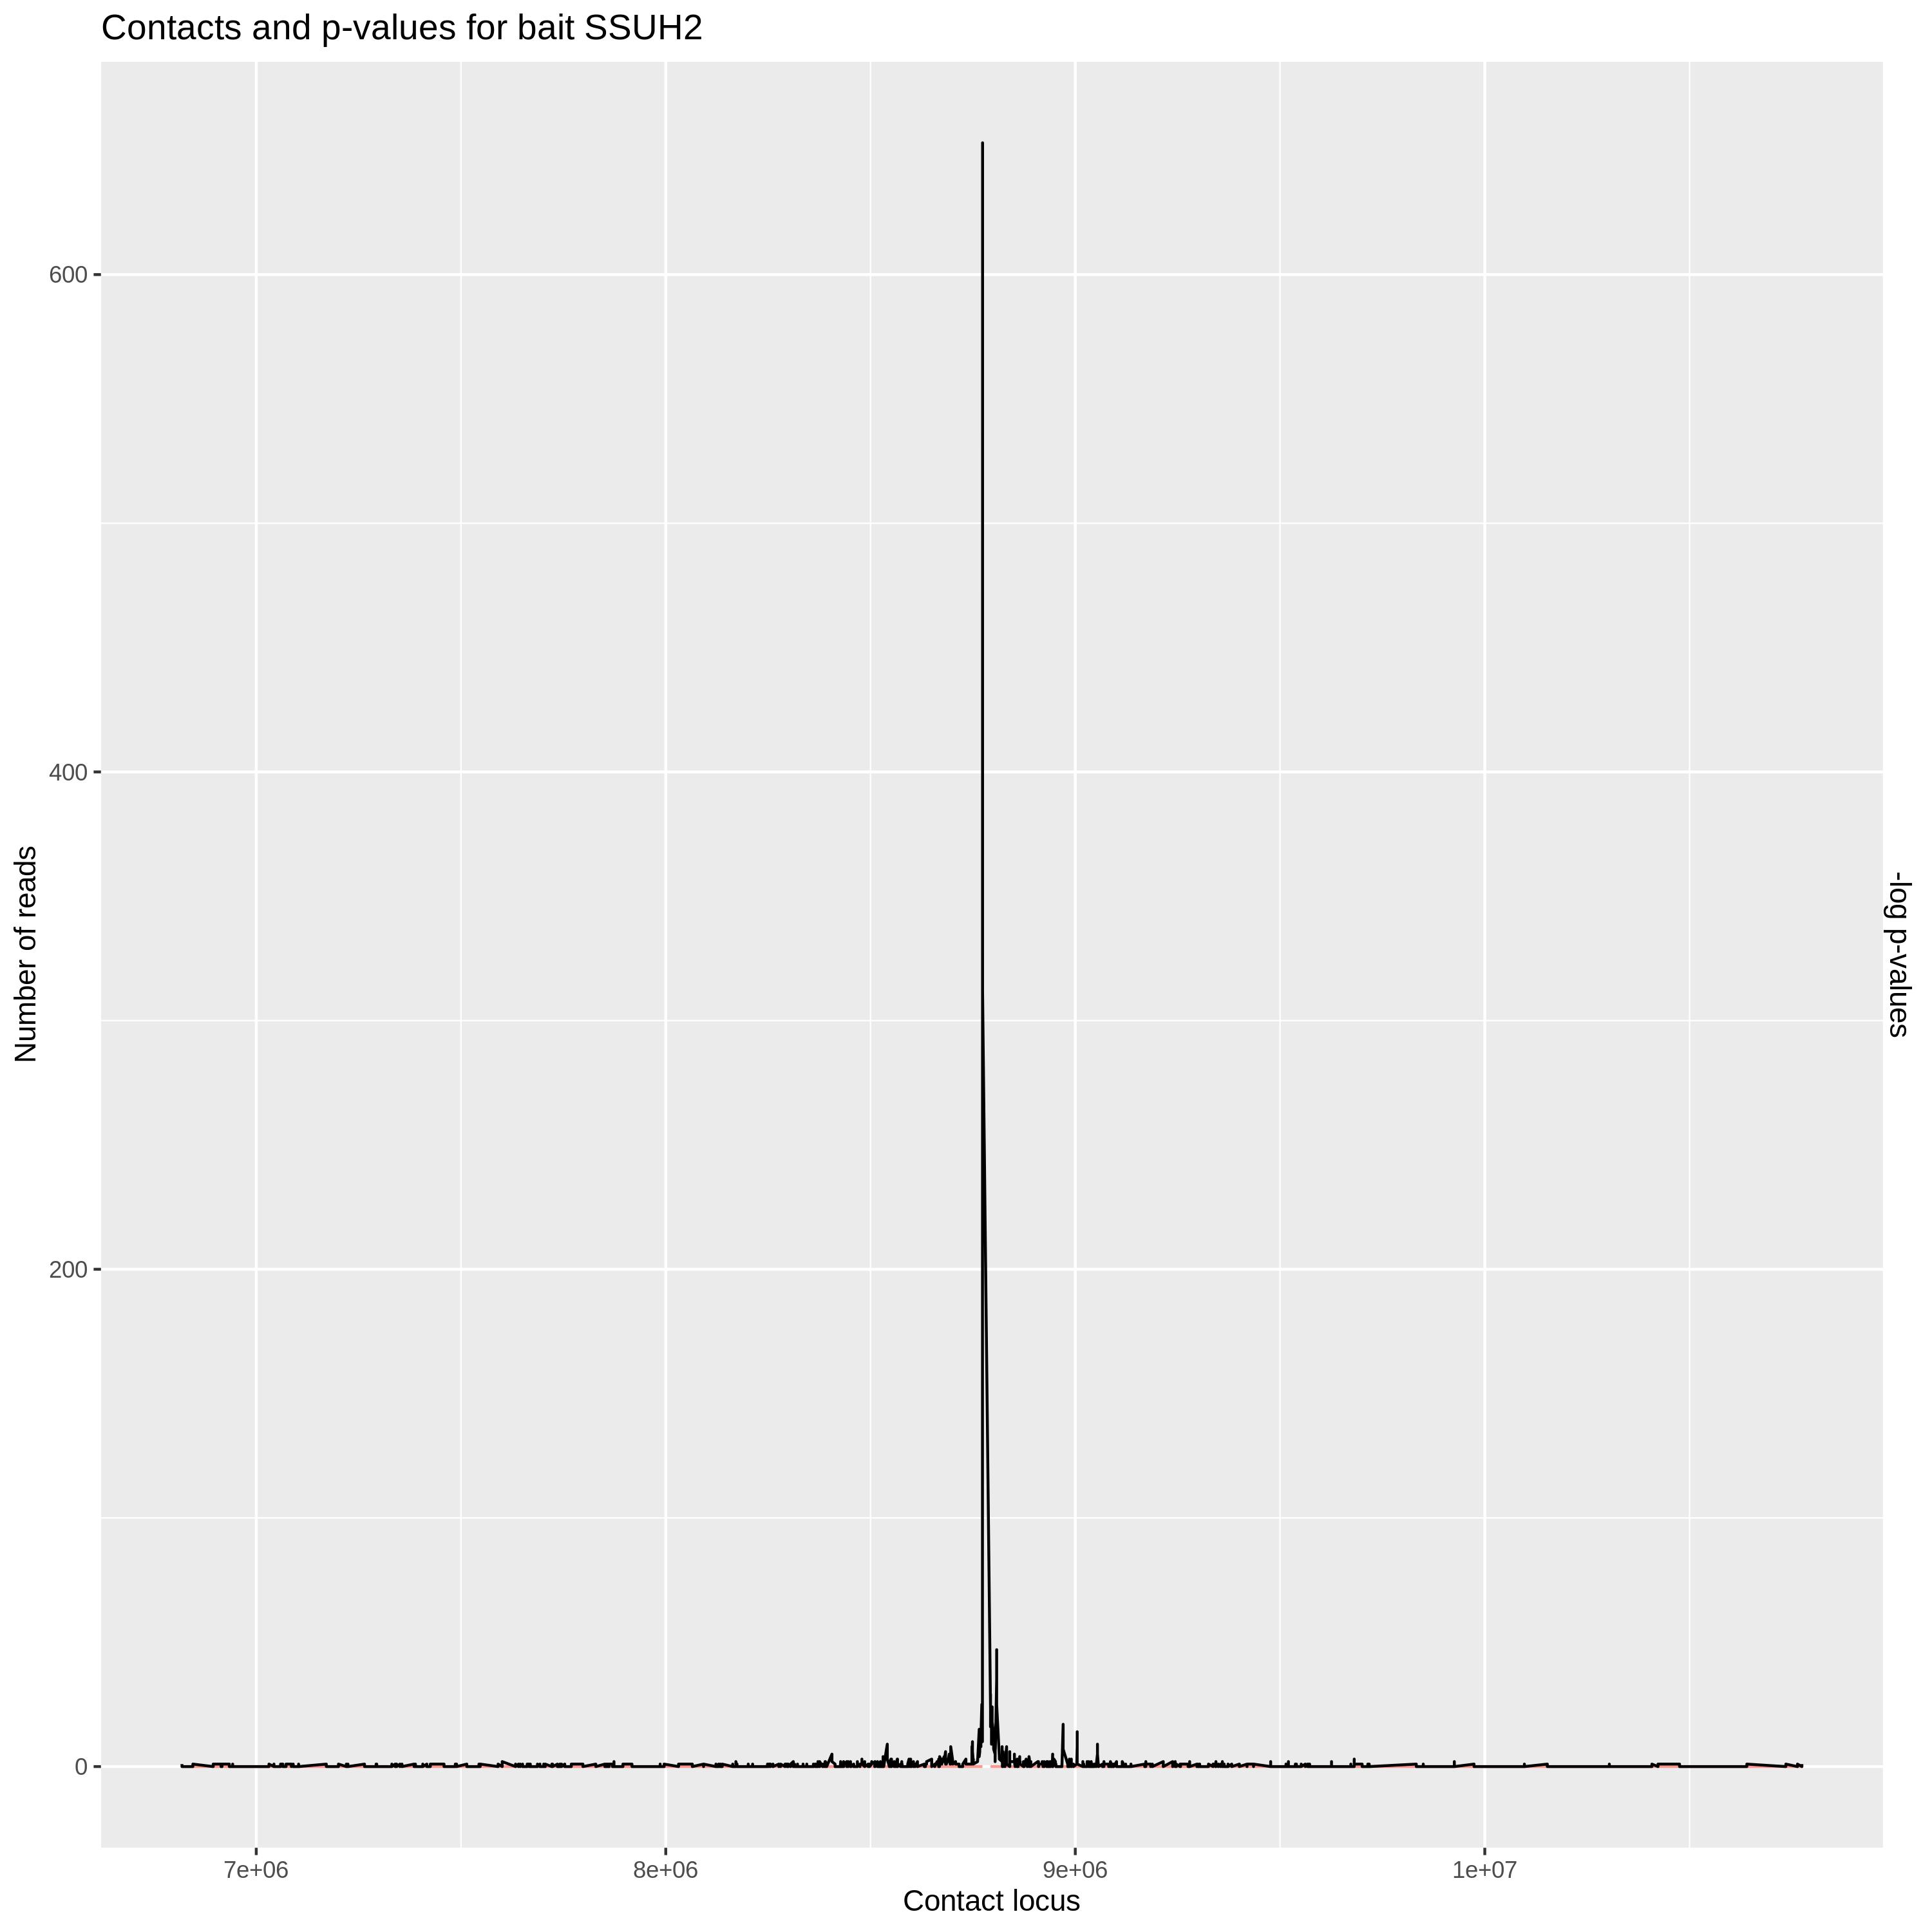 Contacts and p-values for bait SSUH2
600
400
200
0
Number of reads
-log p-values
7e+06
8e+06
9e+06
1e+07
Contact locus